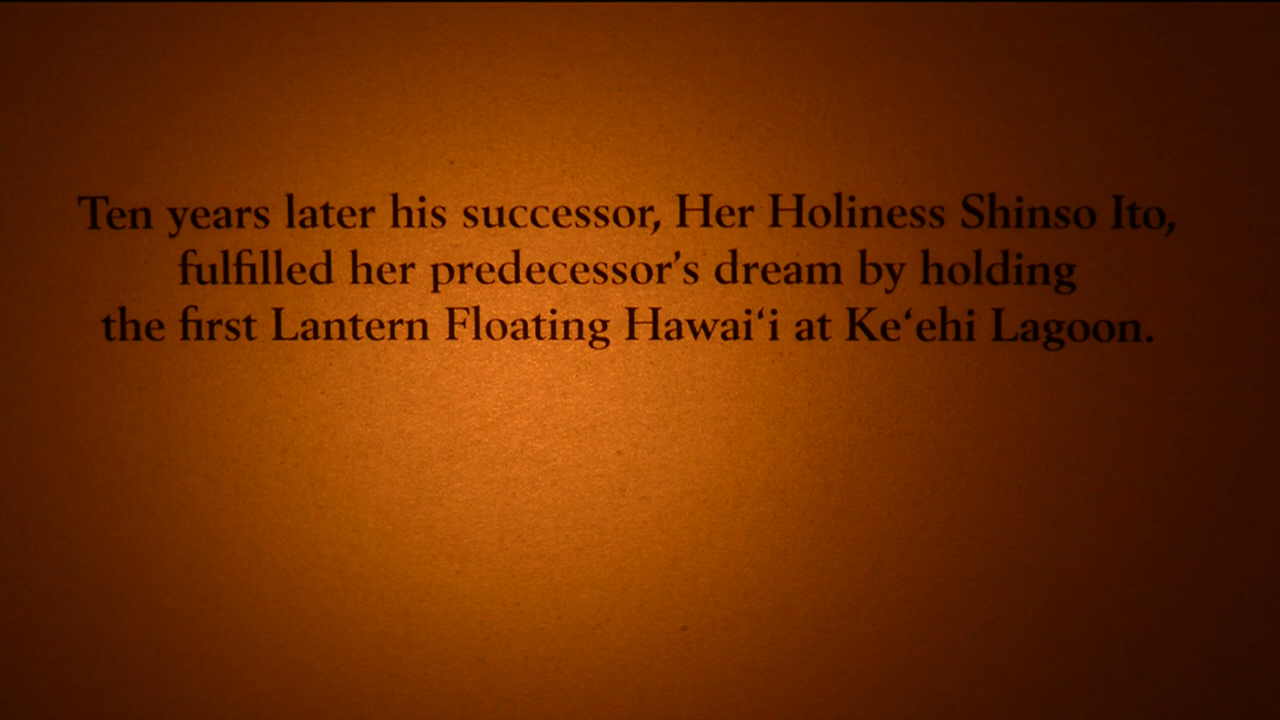 Ten years later his successor, Her Holiness Shinso Ito,
fulfilled her predecessor’s dream by holding
the first Lantern Floating Hawai‘i at Ke‘ehi Lagoon.